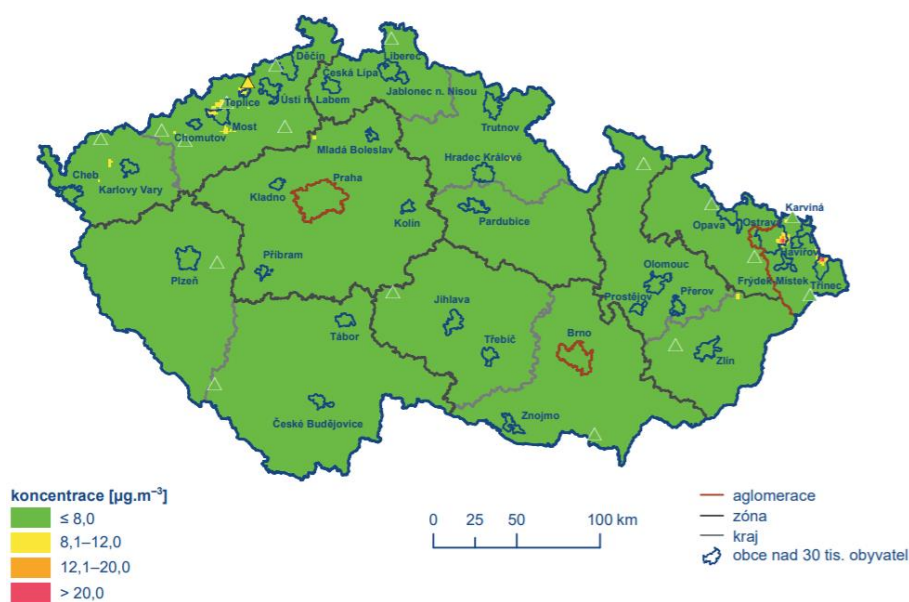 Děčín
Liberec
Česká Lípa
Jablonec n. Nisou
Teplice
Ústí n. Labem
Most
Chomutov
Trutnov
Mladá Boleslav
Hradec Králové
Cheb
Karlovy Vary
Kladno
Praha
Kolín
Pardubice
Karviná
Opava
Ostrava
Havířov
Příbram
Plzeň
Olomouc
Frýdek Místek
Třinec
Prostějov
Přerov
Jihlava
Tábor
Třebíč
Brno
Zlín
České Budějovice
Znojmo
koncentrace [µg.m⁻³]
≤ 8,0
8,1–12,0
12,1–20,0
> 20,0
0 25 50 100 km
aglomerace
zóna
kraj
obce nad 30 tis. obyvatel